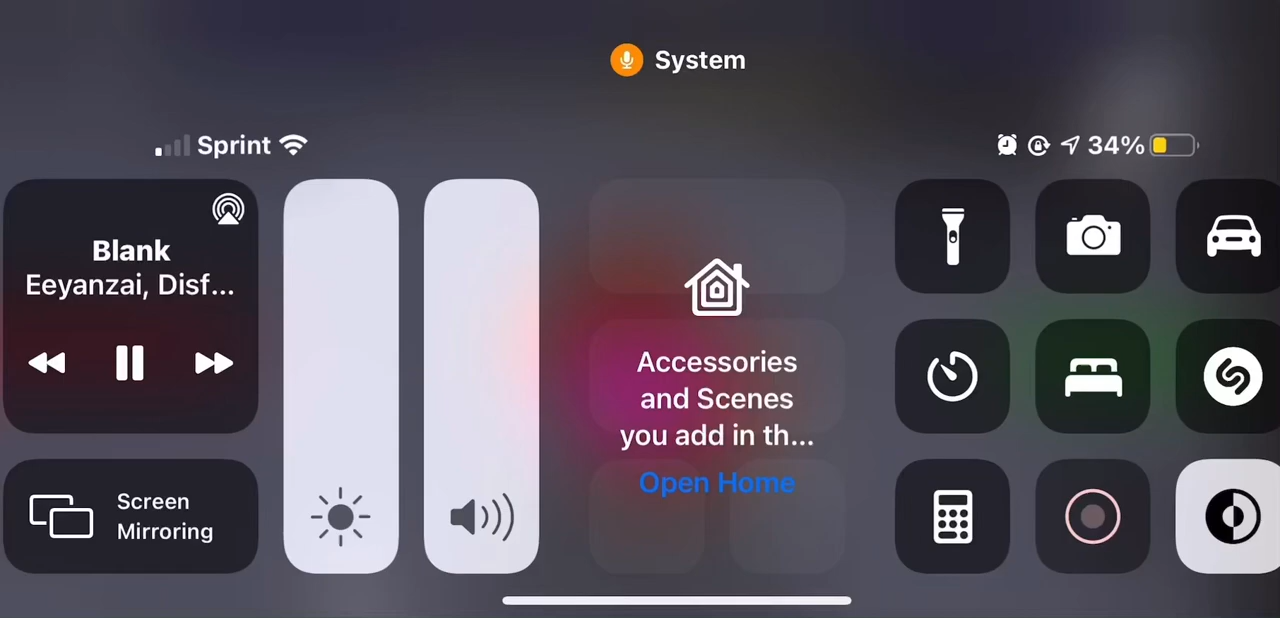 System
Sprint
34%
Blank
Eeyanzai, Disf...
Screen
Mirroring
Accessories
and Scenes
you add in th...
Open Home